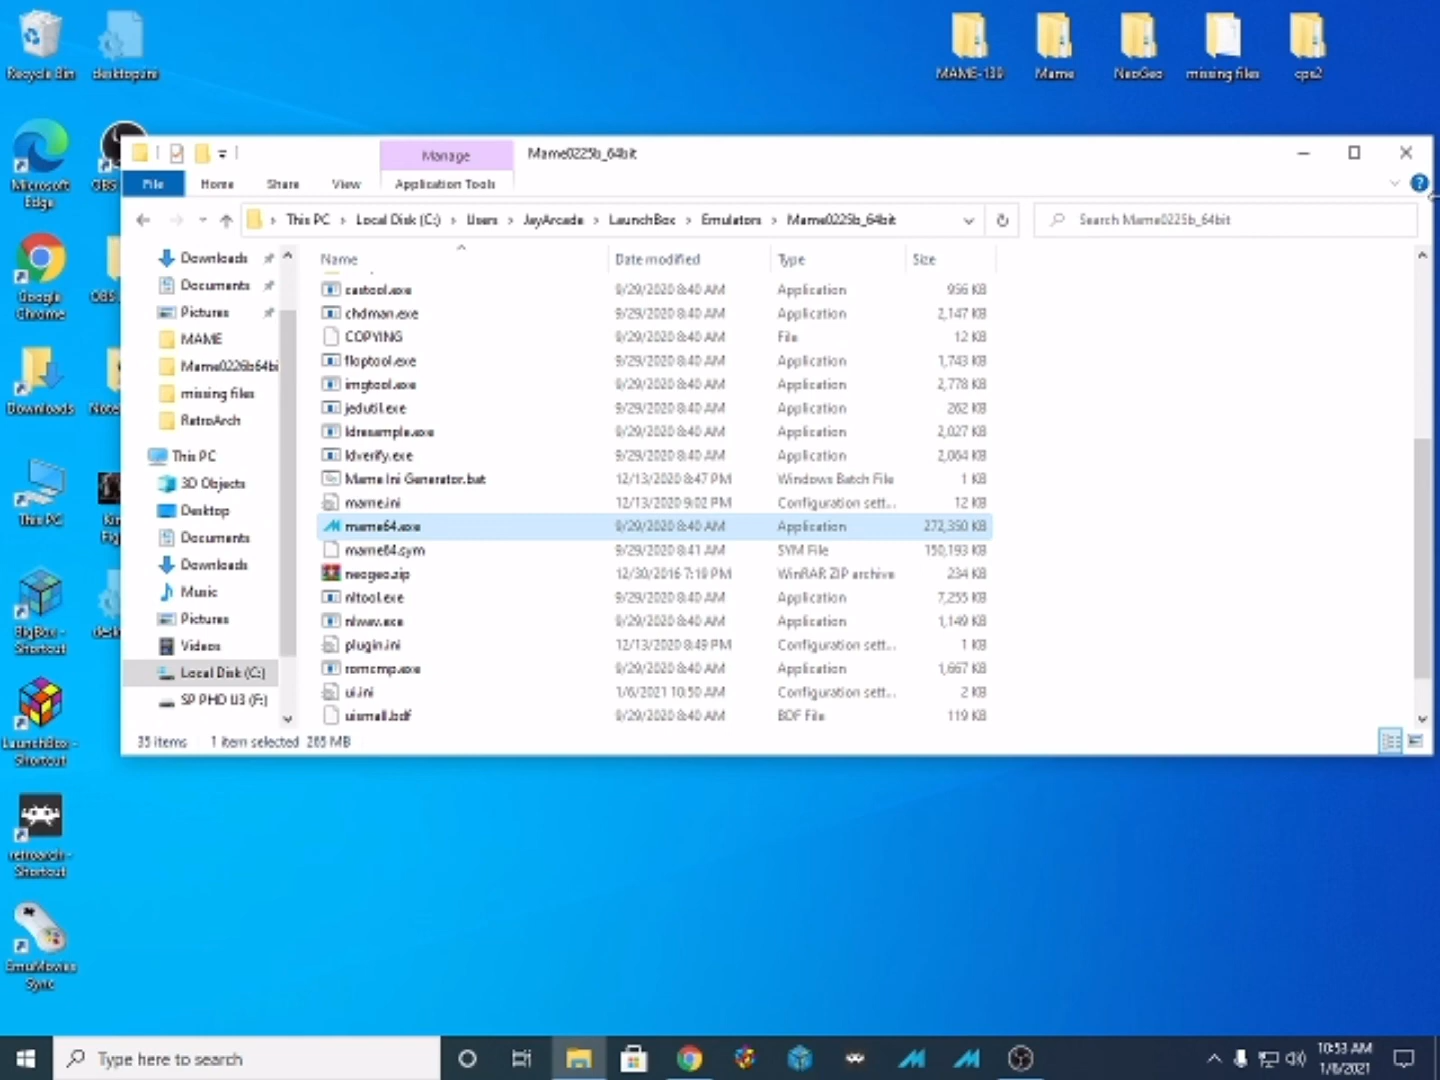 Recycle Bin
desktop.ini
MAME-139
Mame
NeoGeo
missing files
cps2
Microsoft Edge
OBS
Google Chrome
OBS
Downloads
This PC
BigBox - Shortcut
LaunchBox - Shortcut
retroarch - Shortcut
EmuMovies Sync
Manage
Mame0225b_64bit
File
Home
Share
View
Application Tools
This PC > Local Disk (C:) > Users > JayArcade > LaunchBox > Emulators > Mame0225b_64bit
Search Mame0225b_64bit
Downloads
Documents
Pictures
MAME
Mame0226b64bi
missing files
RetroArch
This PC
3D Objects
Desktop
Documents
Downloads
Music
Pictures
Videos
Local Disk (C:)
SP PHD U3 (F:)
Name Date modified Type Size
castool.exe 9/29/2020 8:40 AM Application 956 KB
chdman.exe 9/29/2020 8:40 AM Application 2,147 KB
COPYING 9/29/2020 8:40 AM File 12 KB
floptool.exe 9/29/2020 8:40 AM Application 1,743 KB
imgtool.exe 9/29/2020 8:40 AM Application 2,778 KB
jedutil.exe 9/29/2020 8:40 AM Application 262 KB
ldresample.exe 9/29/2020 8:40 AM Application 2,027 KB
ldverify.exe 9/29/2020 8:40 AM Application 2,064 KB
Mame Ini Generator.bat 12/13/2020 8:47 PM Windows Batch File 1 KB
mame.ini 12/13/2020 9:02 PM Configuration sett... 12 KB
mame64.exe 9/29/2020 8:40 AM Application 272,350 KB
mame64.sym 9/29/2020 8:41 AM SYM File 150,193 KB
neogeo.zip 12/30/2016 7:19 PM WinRAR ZIP archive 234 KB
nltool.exe 9/29/2020 8:40 AM Application 7,255 KB
nlwav.exe 9/29/2020 8:40 AM Application 1,149 KB
plugin.ini 12/13/2020 8:49 PM Configuration sett... 1 KB
romcmp.exe 9/29/2020 8:40 AM Application 1,667 KB
ui.ini 1/6/2021 10:50 AM Configuration sett... 2 KB
uismall.bdf 9/29/2020 8:40 AM BDF File 119 KB
35 items 1 item selected 265 MB
Type here to search
10:53 AM
1/6/2021